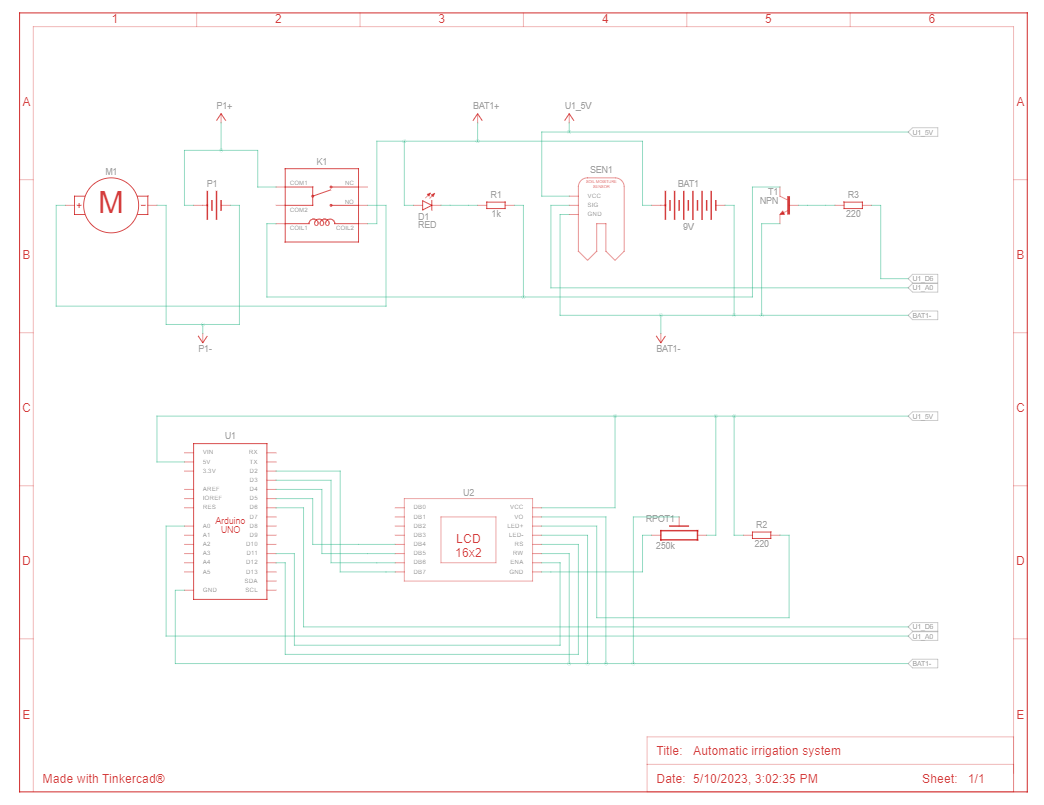 1 2 3 4 5 6
A A
P1+ BAT1+ U1_5V
U1_5V
M1 P1 K1 SEN1 BAT1
SOIL MOISTURE SENSOR
COM1 NC
COM2 NO
COIL1 COIL2
M
+ -
D1
RED
R1
1k
VCC
SIG
GND
9V
T1
NPN
R3
220
B B
U1_D6
U1_A0
BAT1-
P1- BAT1-
C C
U1_5V
U1
VIN RX
5V TX
3.3V D2
D3
AREF D4
IOREF D5
RES D6
D7
A0 D8
A1 D9
A2 D10
A3 D11
A4 D12
A5 D13
SDA
GND SCL
Arduino
UNO
U2
DB0 VCC
DB1 VO
DB2 LED+
DB3 LED-
DB4 RS
DB5 RW
DB6 ENA
DB7 GND
LCD
16x2
RPOT1
250k
R2
220
D D
U1_D6
U1_A0
BAT1-
E E
Title: Automatic irrigation system
Made with Tinkercad®
Date: 5/10/2023, 3:02:35 PM Sheet: 1/1